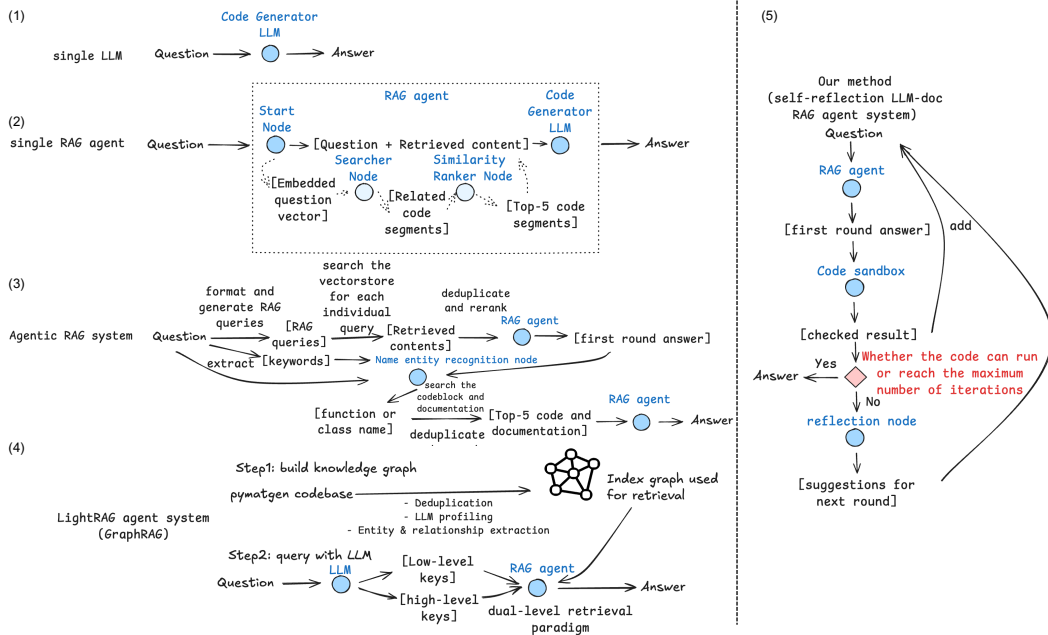 (1)
Code Generator
LLM
single LLM
Question
Answer
(2)
single RAG agent
Question
RAG agent
Start
Node
[Question + Retrieved content]
Code
Generator
LLM
Answer
[Embedded
question
vector]
Searcher
Node
[Related
code
segments]
Similarity
Ranker Node
[Top-5 code
segments]
(3)
Agentic RAG system
Question
format and
generate RAG
queries
[RAG
queries]
search the
vectorstore
for each
individual
query
[Retrieved
contents]
deduplicate
and rerank
RAG agent
[first round answer]
extract
[keywords]
Name entity recognition node
search the
codeblock and
documentation
[function or
class name]
deduplicate
[Top-5 code and
documentation]
RAG agent
Answer
(4)
LightRAG agent system
(GraphRAG)
Step1: build knowledge graph
pymatgen codebase
- Deduplication
- LLM profiling
- Entity & relationship extraction
Index graph used
for retrieval
Step2: query with LLM
Question
LLM
[Low-level
keys]
[high-level
keys]
RAG agent
dual-level retrieval
paradigm
Answer
(5)
Our method
(self-reflection LLM-doc
RAG agent system)
Question
RAG agent
[first round answer]
add
Code sandbox
[checked result]
Whether the code can run
or reach the maximum
number of iterations
Yes
Answer
No
reflection node
[suggestions for
next round]